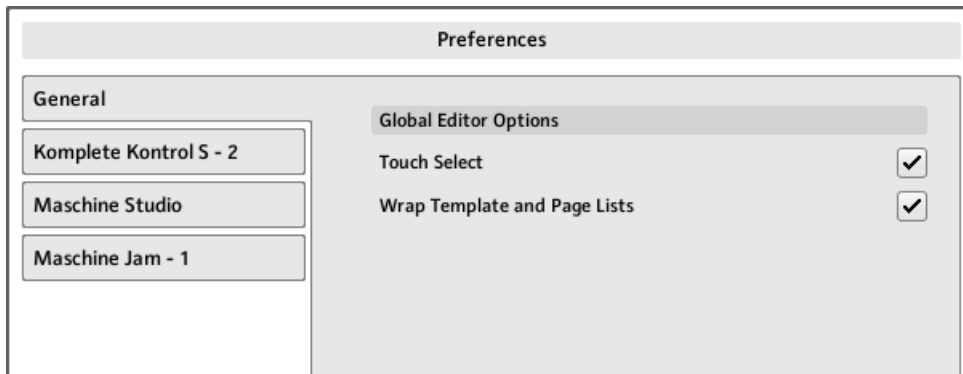 Preferences
General
Komplete Kontrol S - 2
Maschine Studio
Maschine Jam - 1
Global Editor Options
Touch Select
Wrap Template and Page Lists